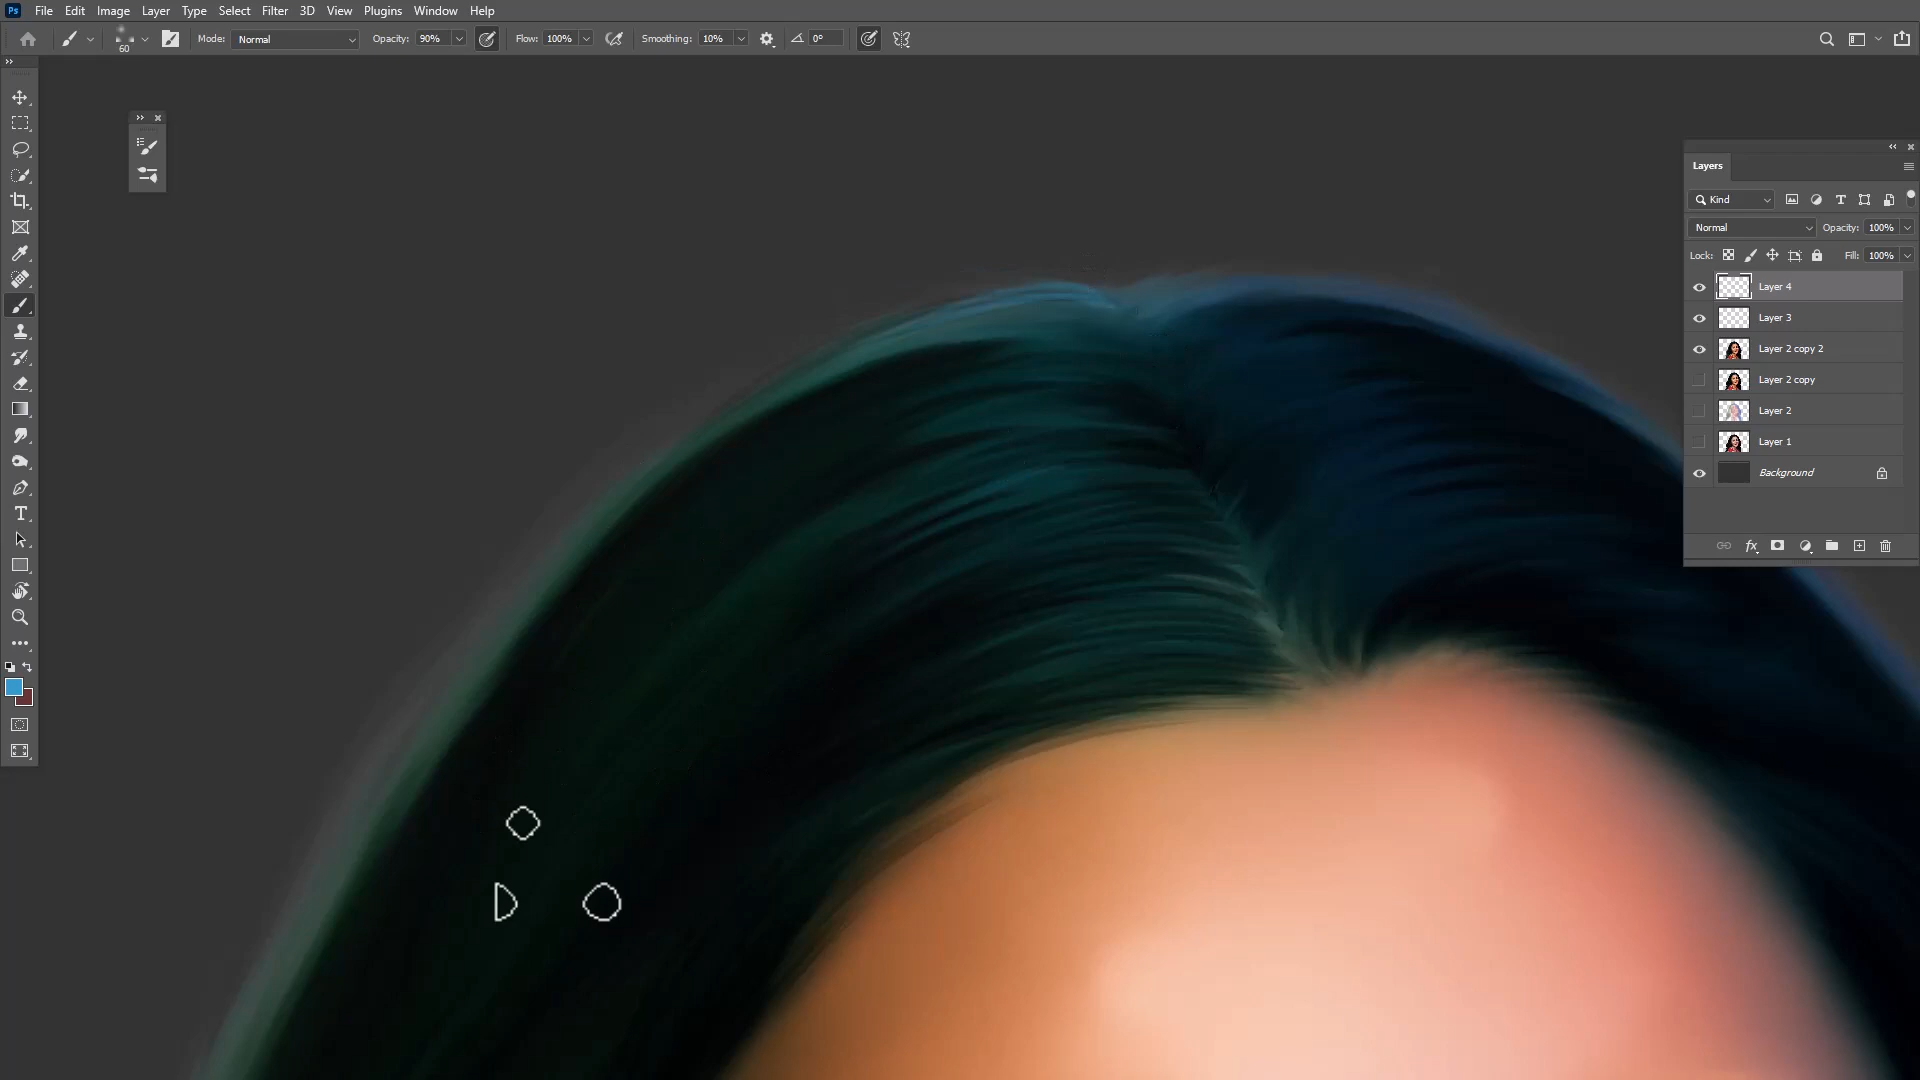 Ps File Edit Image Layer Type Select Filter 3D View Plugins Window Help
60 Mode: Normal Opacity: 90% Flow: 100% Smoothing: 10% 0°
Layers
Kind
Normal Opacity: 100%
Lock: Fill: 100%
Layer 4
Layer 3
Layer 2 copy 2
Layer 2 copy
Layer 2
Layer 1
Background
fx